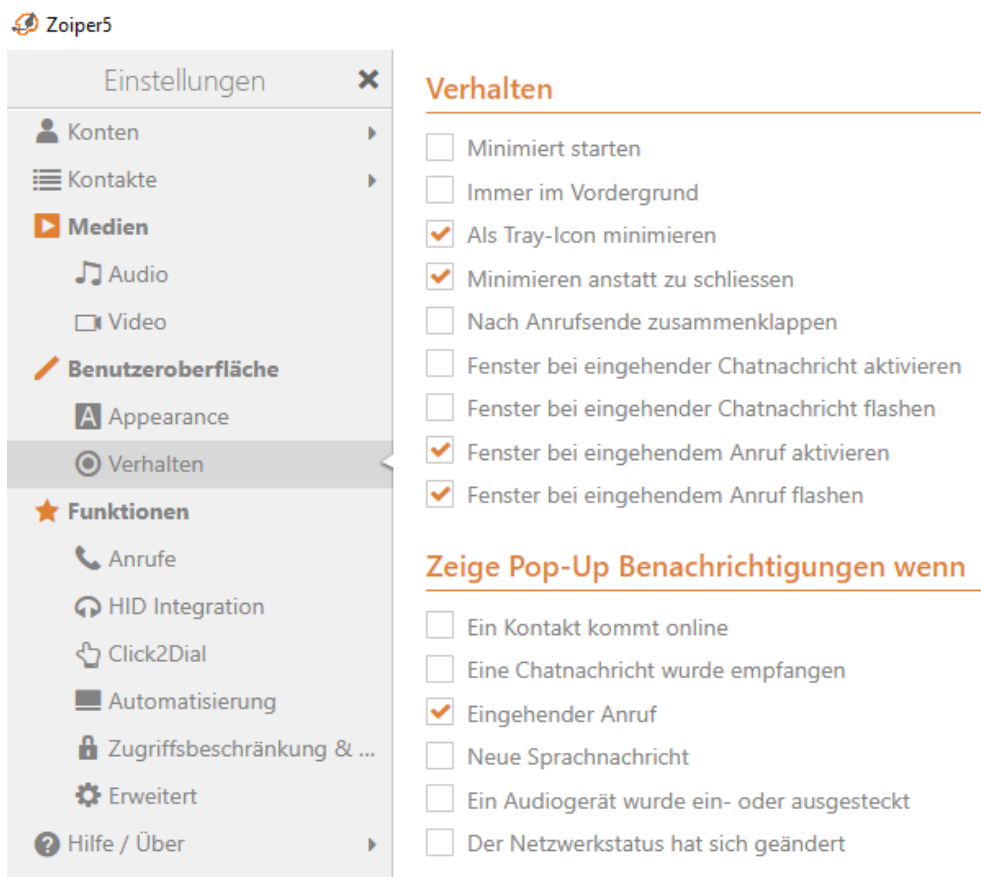 Zoiper5
Einstellungen
Konten
Kontakte
Medien
Audio
Video
Benutzeroberfläche
Appearance
Verhalten
Funktionen
Anrufe
HID Integration
Click2Dial
Automatisierung
Zugriffsbeschränkung & ...
Erweitert
Hilfe / Über
Verhalten
Minimiert starten
Immer im Vordergrund
Als Tray-Icon minimieren
Minimieren anstatt zu schliessen
Nach Anrufsende zusammenklappen
Fenster bei eingehender Chatnachricht aktivieren
Fenster bei eingehender Chatnachricht flashen
Fenster bei eingehendem Anruf aktivieren
Fenster bei eingehendem Anruf flashen
Zeige Pop-Up Benachrichtigungen wenn
Ein Kontakt kommt online
Eine Chatnachricht wurde empfangen
Eingehender Anruf
Neue Sprachnachricht
Ein Audiogerät wurde ein- oder ausgesteckt
Der Netzwerkstatus hat sich geändert